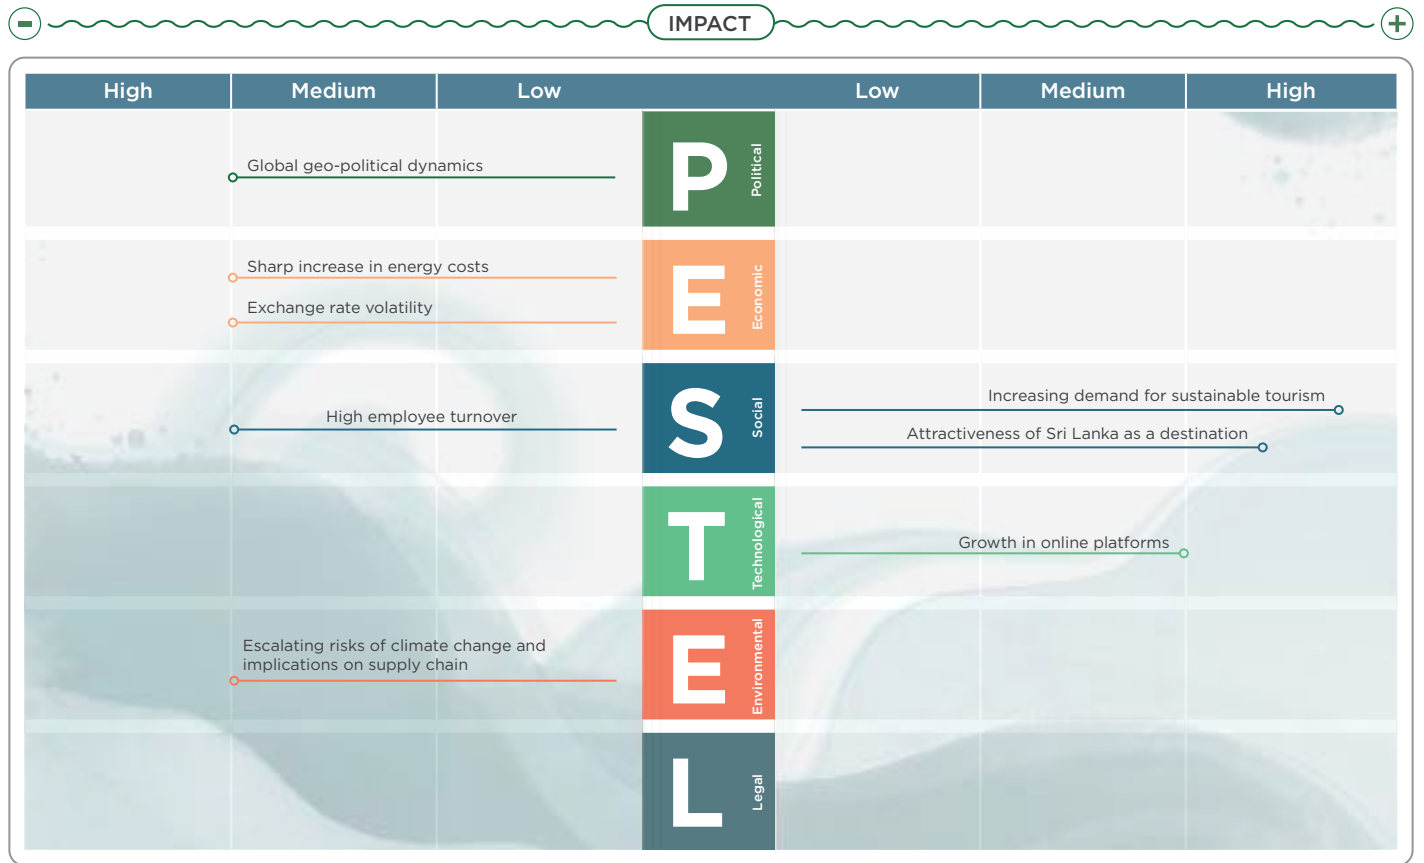 IMPACT
High Medium Low Low Medium High
Global geo-political dynamics
P
Political
Sharp increase in energy costs
Exchange rate volatility
E
Economic
High employee turnover
S
Social
Increasing demand for sustainable tourism
Attractiveness of Sri Lanka as a destination
T
Technological
Growth in online platforms
Escalating risks of climate change and
implications on supply chain
E
Environmental
L
Legal